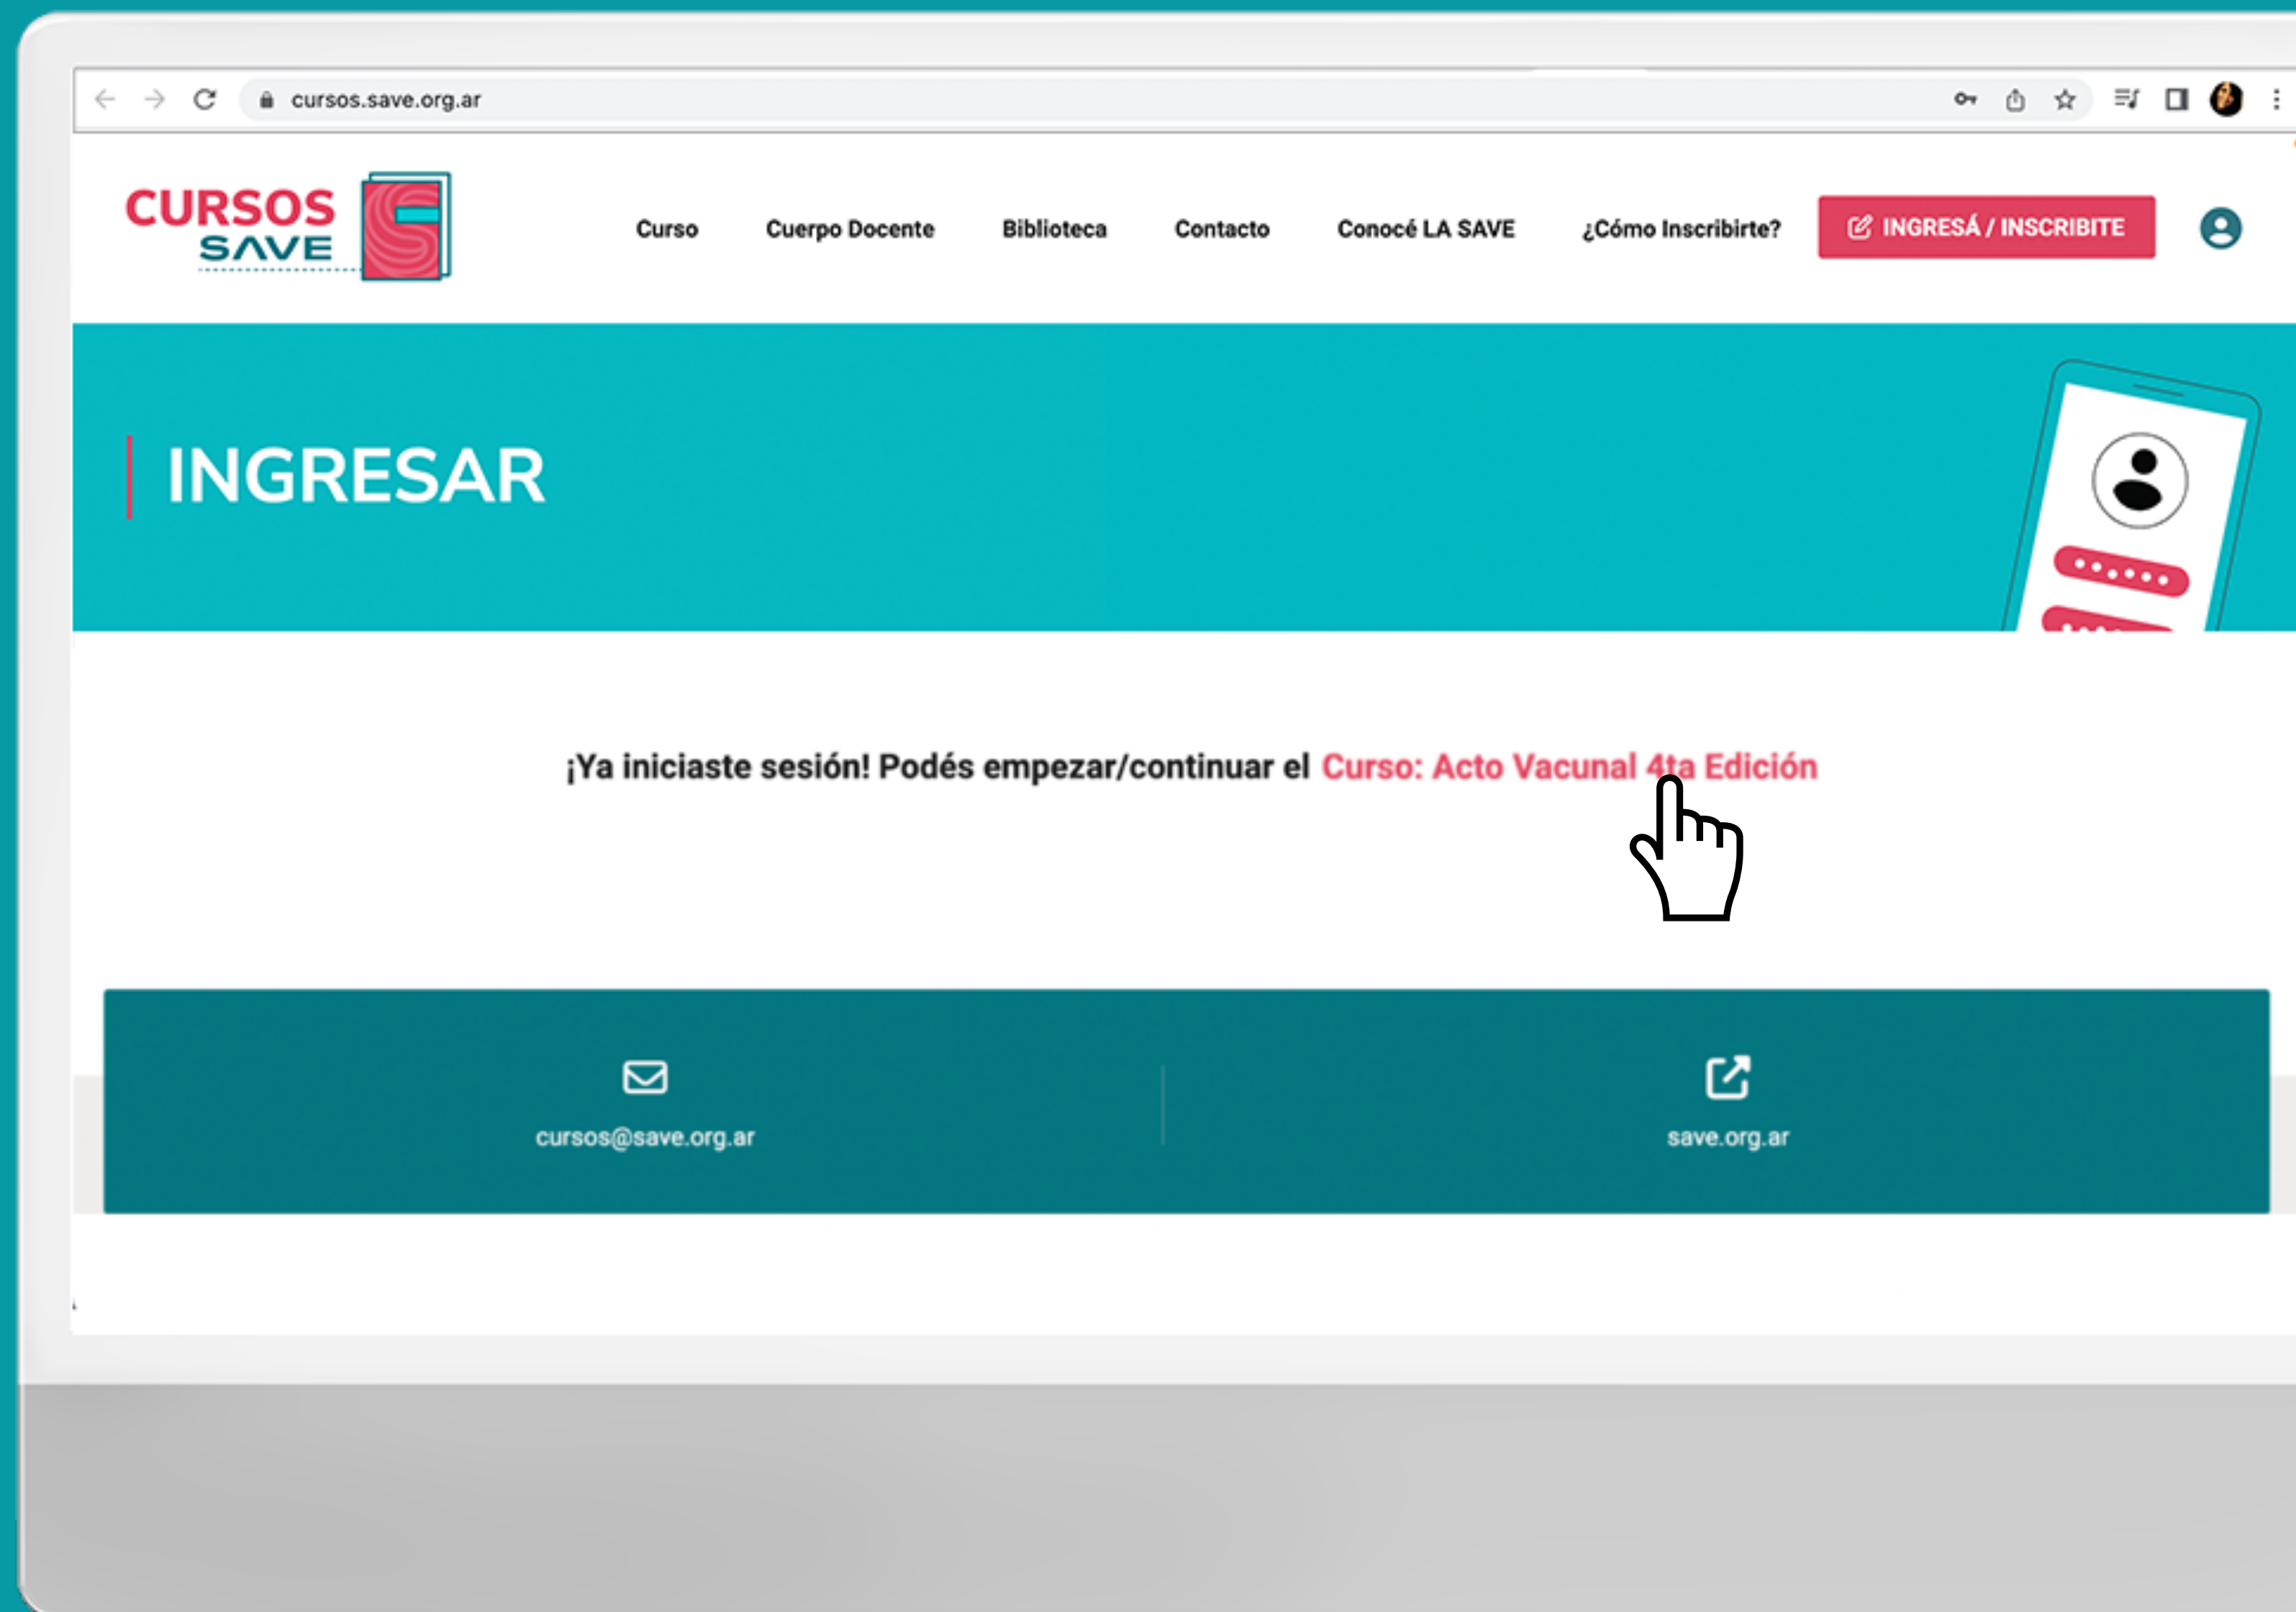 cursos.save.org.ar
CURSOS
SAVE
Curso
Cuerpo Docente
Biblioteca
Contacto
Conocé LA SAVE
¿Cómo Inscribirte?
INGRESÁ / INSCRIBITE
INGRESAR
¡Ya iniciaste sesión! Podés empezar/continuar el Curso: Acto Vacunal 4ta Edición
cursos@save.org.ar
save.org.ar